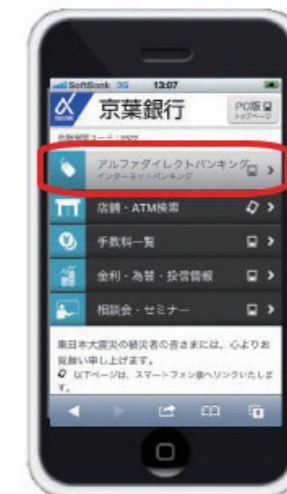 SoftBank 3G 13:07
α BANK 京葉銀行 PC版
トップページ
金融機関コード：0522
アルファダイレクトバンキング
インターネットバンキング
店舗・ATM検索
手数料一覧
金利・為替・投信情報
相談会・セミナー
東日本大震災の被災者の皆さまには、心よりお
見舞い申し上げます。
以下ページは、スマートフォン版へリンクいたしま
す。